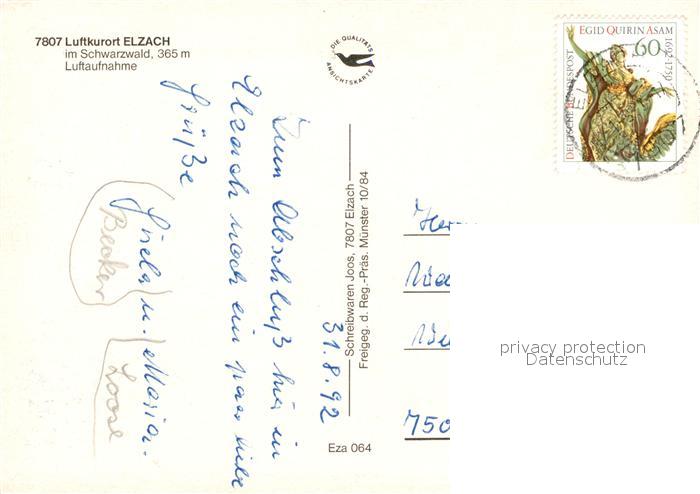 7807 Luftkurort ELZACH
im Schwarzwald, 365 m
Luftaufnahme
DIE QUALITÄTS
ANSICHTSKARTE
EGID QUIRIN ASAM
1692-1750
60
DEUTSCHE BUNDESPOST
31.8.92
Zum Abschluß hier in
Elzach noch ein paar
Grüße
Gisela u. Maria.
Becker
Loose
Schreibwaren Joos, 7807 Elzach
Freigeg. d. Reg.-Präs. Münster 10/84
Eza 064
750
privacy protection
Datenschutz